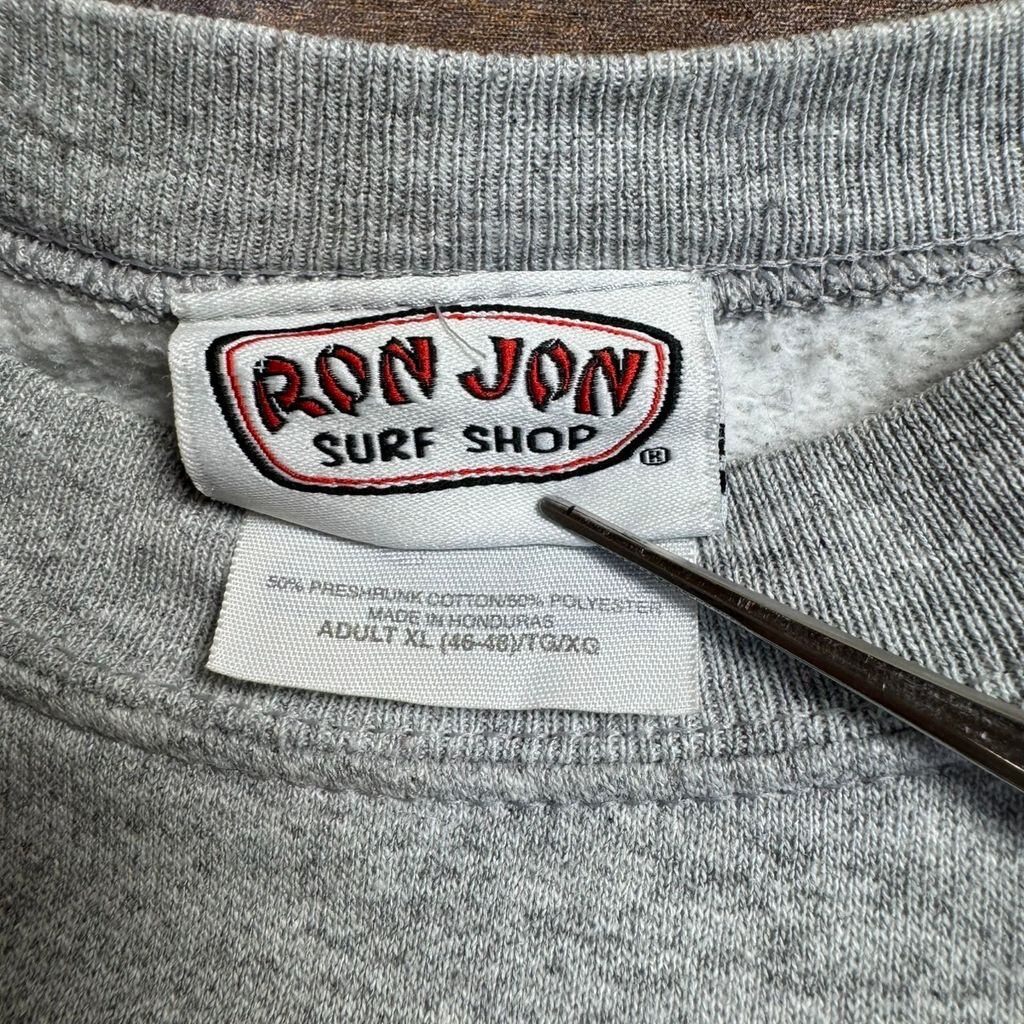 RON JON
SURF SHOP ®
50% PRESHRUNK COTTON/50% POLYESTER
MADE IN HONDURAS
ADULT XL (46-48)/TG/XG